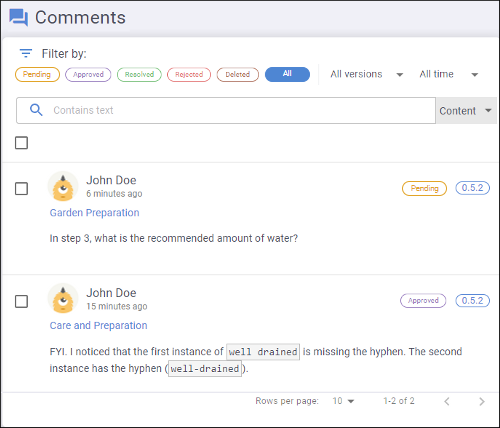 Comments
Filter by:
Pending Approved Resolved Rejected Deleted All All versions All time
Contains text Content
John Doe
6 minutes ago
Pending 0.5.2
Garden Preparation
In step 3, what is the recommended amount of water?
John Doe
15 minutes ago
Approved 0.5.2
Care and Preparation
FYI. I noticed that the first instance of well drained is missing the hyphen. The second
instance has the hyphen (well-drained).
Rows per page: 10 1-2 of 2